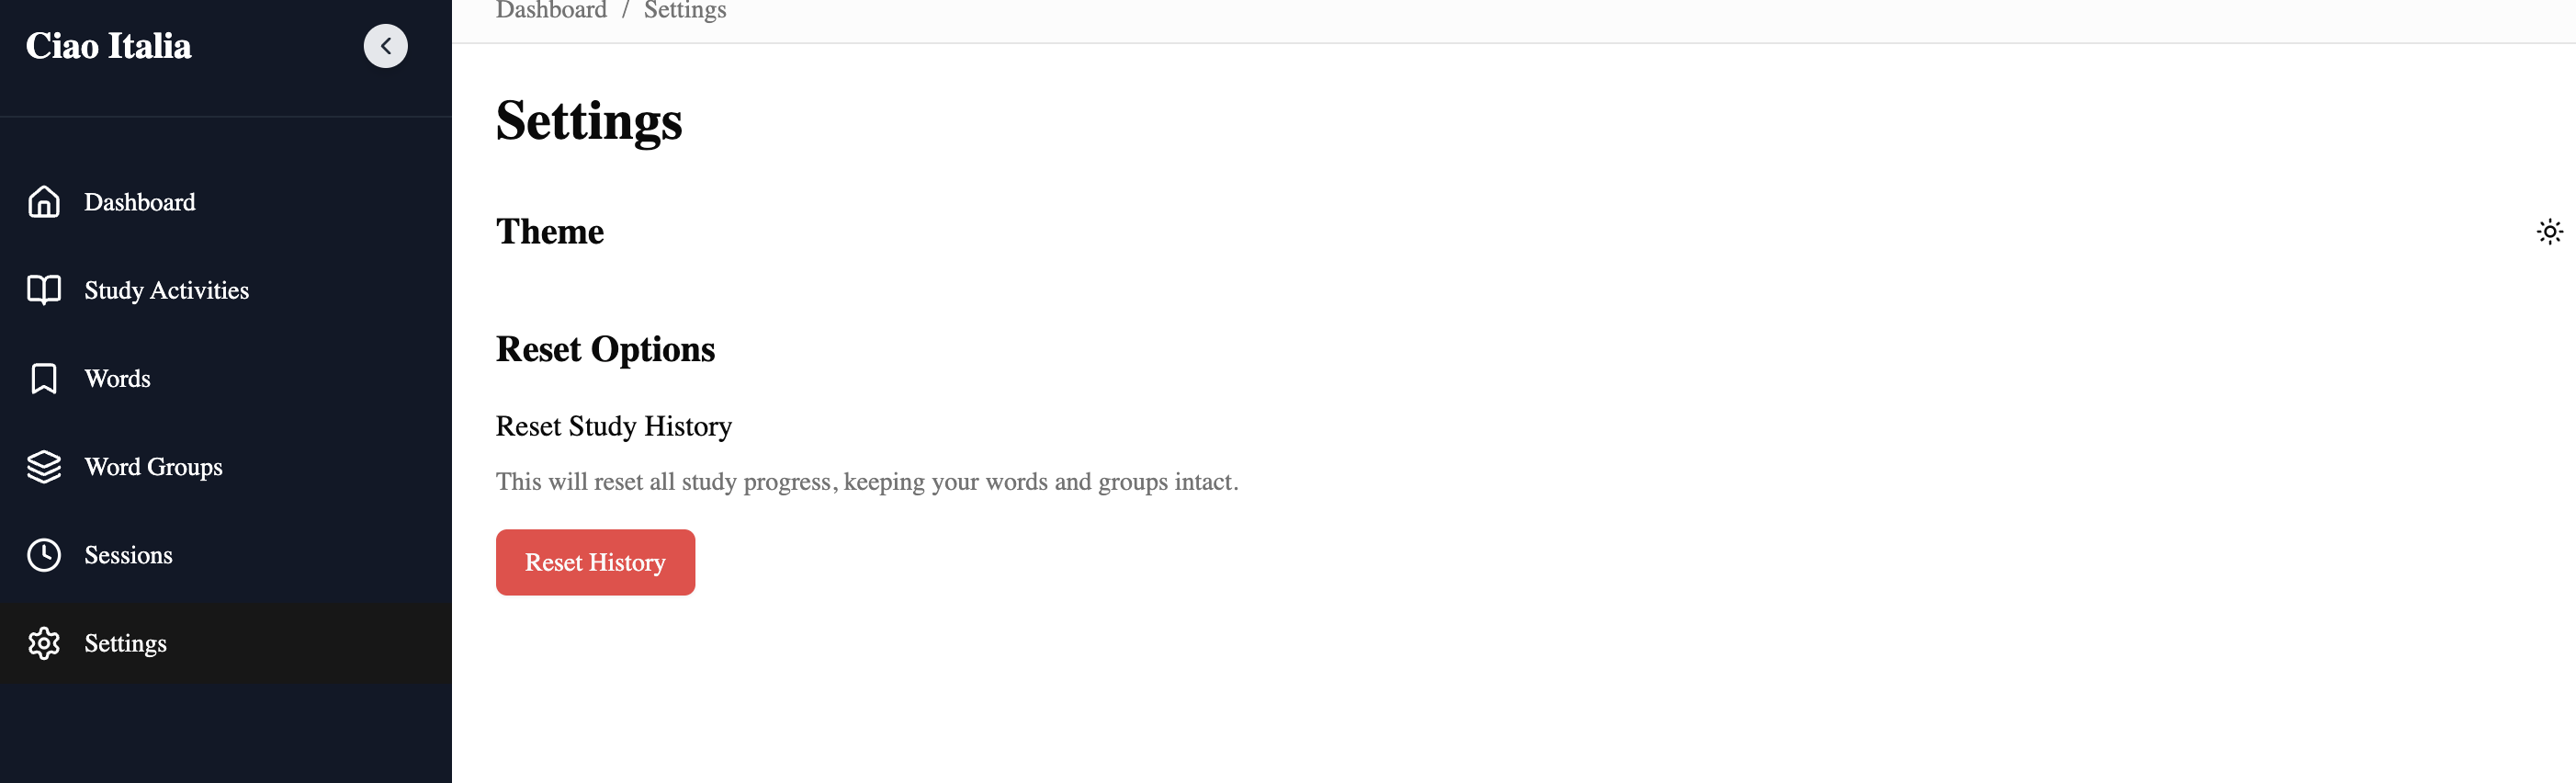 Ciao Italia
Dashboard
Study Activities
Words
Word Groups
Sessions
Settings
Dashboard / Settings
Settings
Theme
Reset Options
Reset Study History
This will reset all study progress, keeping your words and groups intact.
Reset History